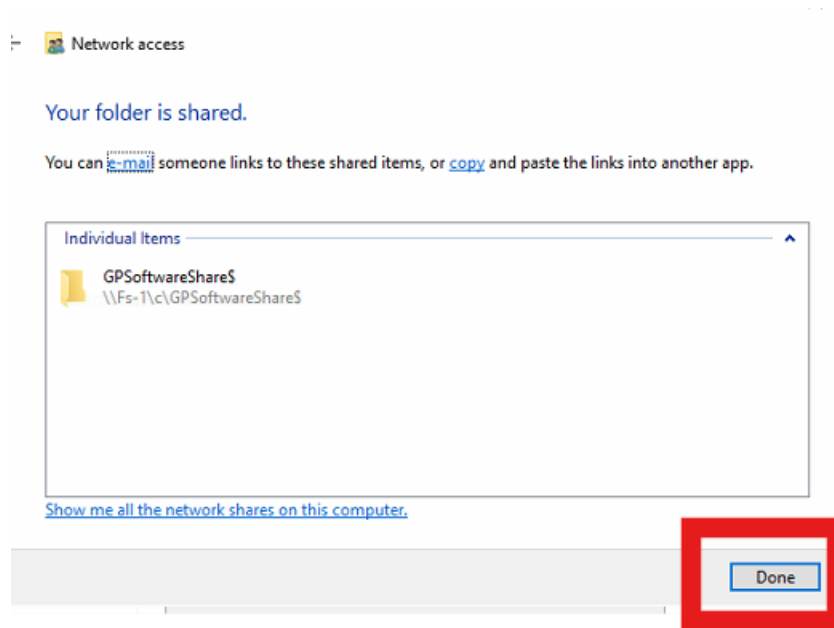 Network access
Your folder is shared.
You can e-mail someone links to these shared items, or copy and paste the links into another app.
Individual Items
GPSoftwareShare$
\\Fs-1\c\GPSoftwareShare$
Show me all the network shares on this computer.
Done